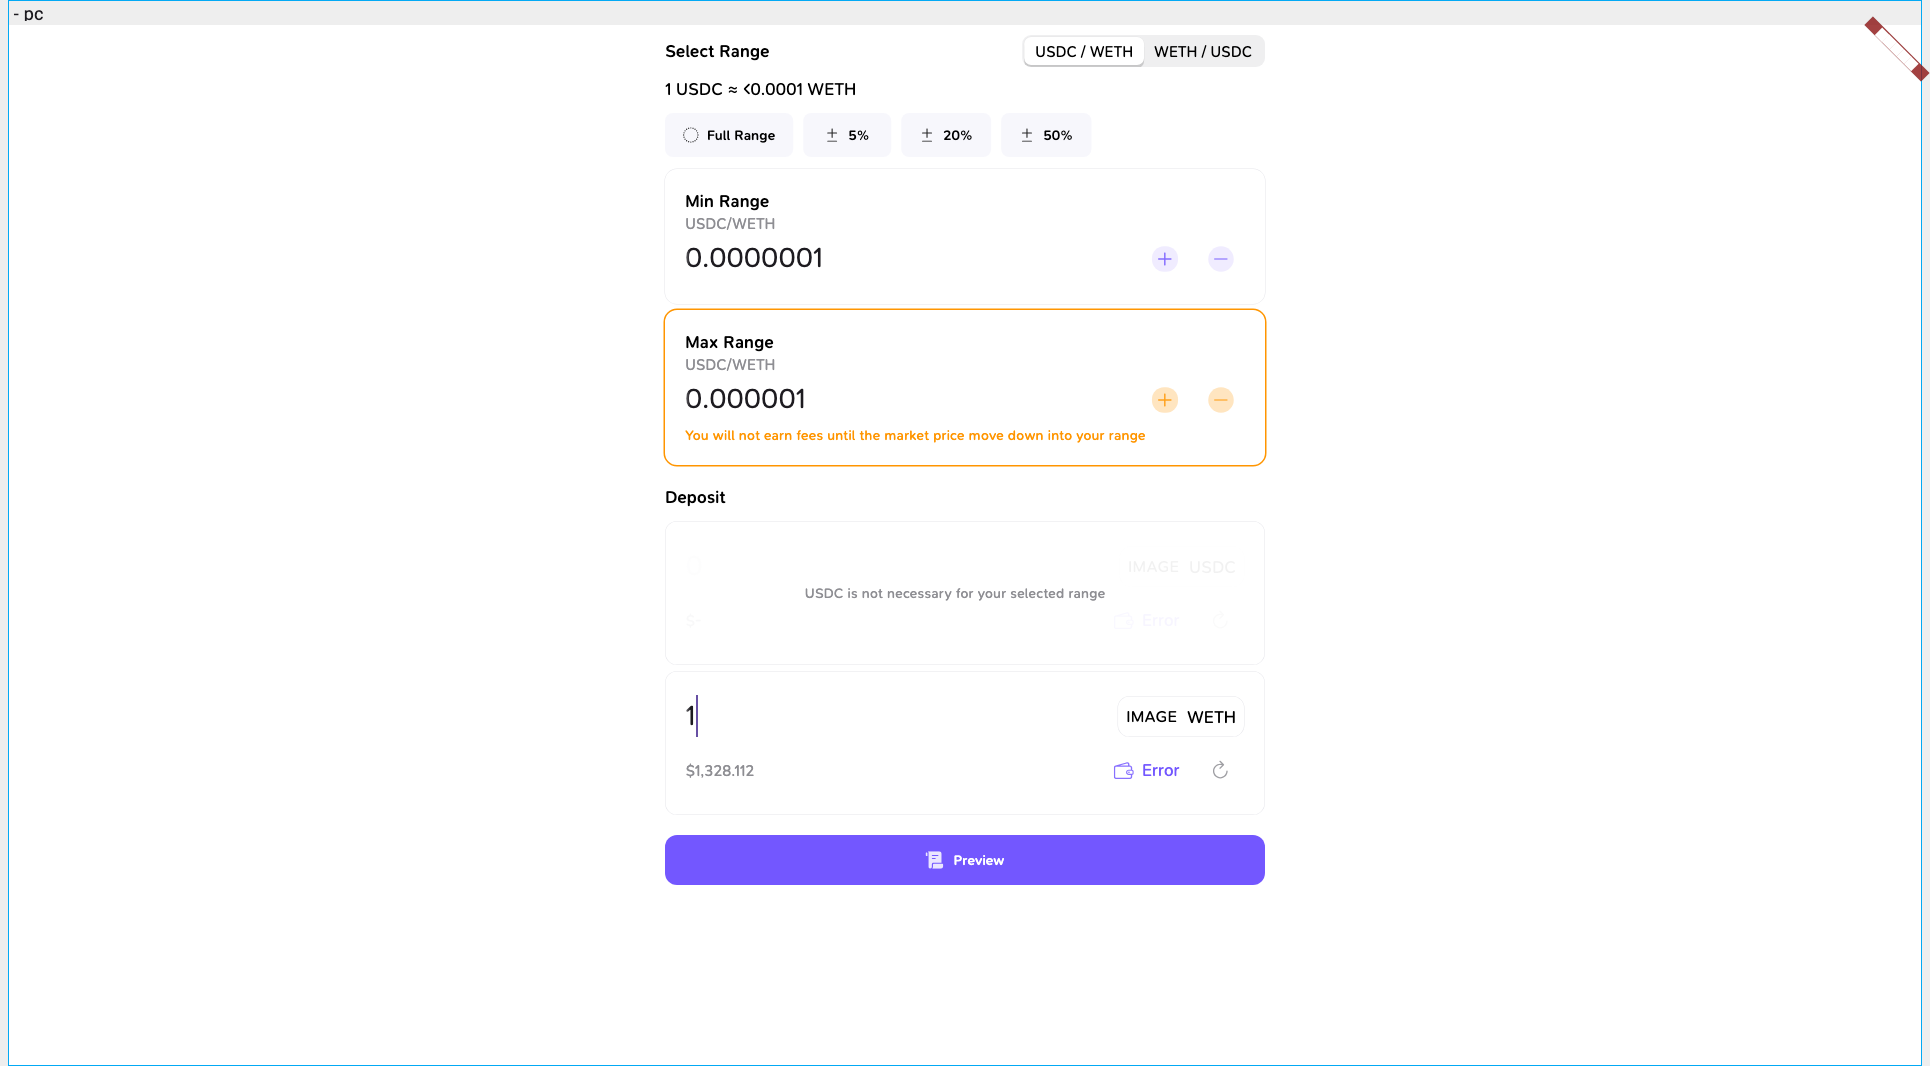 - pc
Select Range
USDC / WETH WETH / USDC
1 USDC ≈ <0.0001 WETH
Full Range ± 5% ± 20% ± 50%
Min Range
USDC/WETH
0.0000001
Max Range
USDC/WETH
0.000001
You will not earn fees until the market price move down into your range
Deposit
IMAGE USDC
USDC is not necessary for your selected range
$- Error
1 IMAGE WETH
$1,328.112 Error
Preview